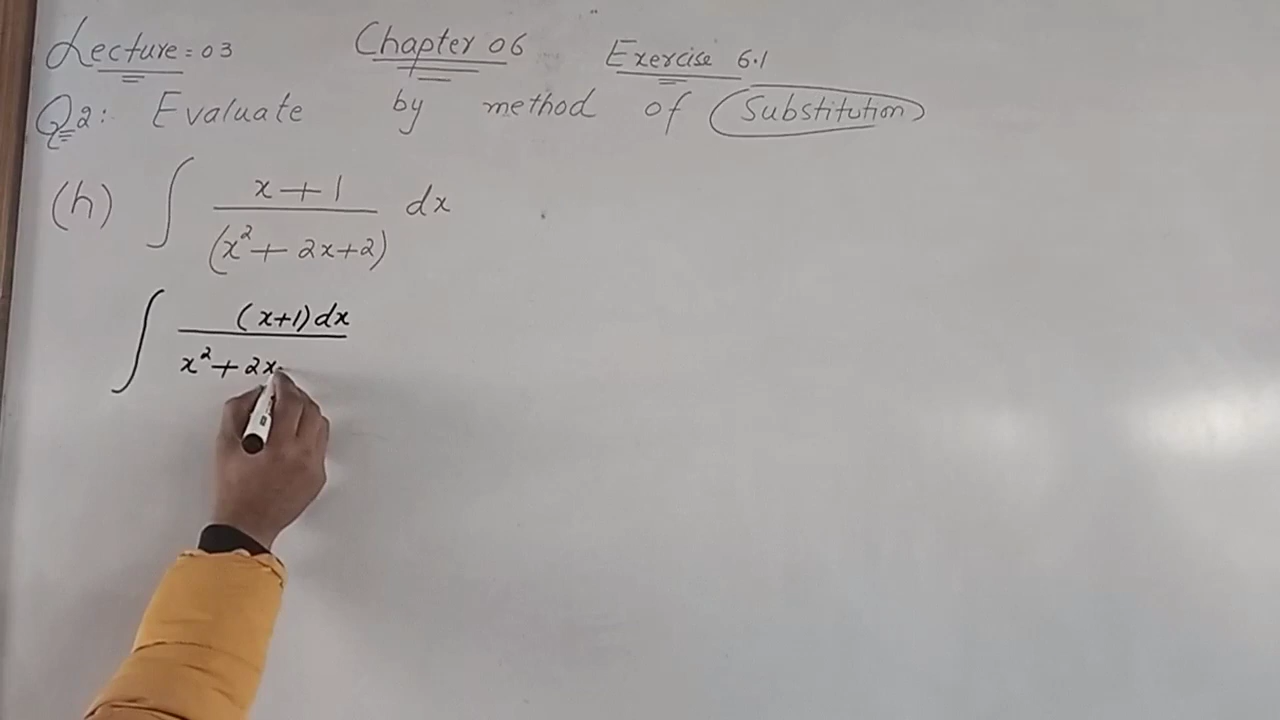 Lecture = 03 Chapter 06 Exercise 6.1
Q2: Evaluate by method of Substitution
(h) ∫ x+1 / (x²+2x+2) dx
∫ (x+1)dx / x²+2x